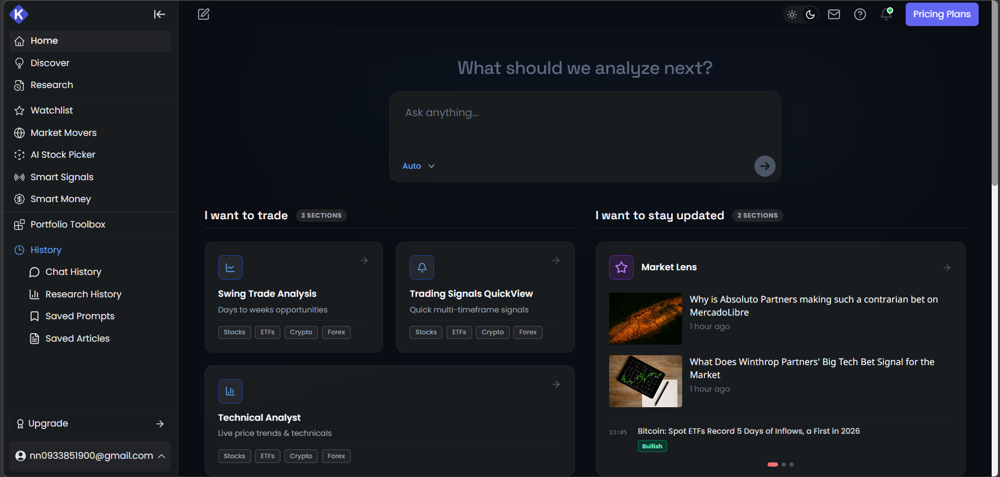 K
Home
Discover
Research
Watchlist
Market Movers
AI Stock Picker
Smart Signals
Smart Money
Portfolio Toolbox
History
Chat History
Research History
Saved Prompts
Saved Articles
Upgrade
nn0933851900@gmail.com
Pricing Plans
What should we analyze next?
Ask anything...
Auto
I want to trade
3 SECTIONS
Swing Trade Analysis
Days to weeks opportunities
Stocks ETFs Crypto Forex
Trading Signals QuickView
Quick multi-timeframe signals
Stocks ETFs Crypto Forex
Technical Analyst
Live price trends & technicals
Stocks ETFs Crypto Forex
I want to stay updated
2 SECTIONS
Market Lens
Why is Absoluto Partners making such a contrarian bet on
MercadoLibre
1 hour ago
What Does Winthrop Partners' Big Tech Bet Signal for the
Market
1 hour ago
13:05 Bitcoin: Spot ETFs Record 5 Days of Inflows, a First in 2026
Bullish